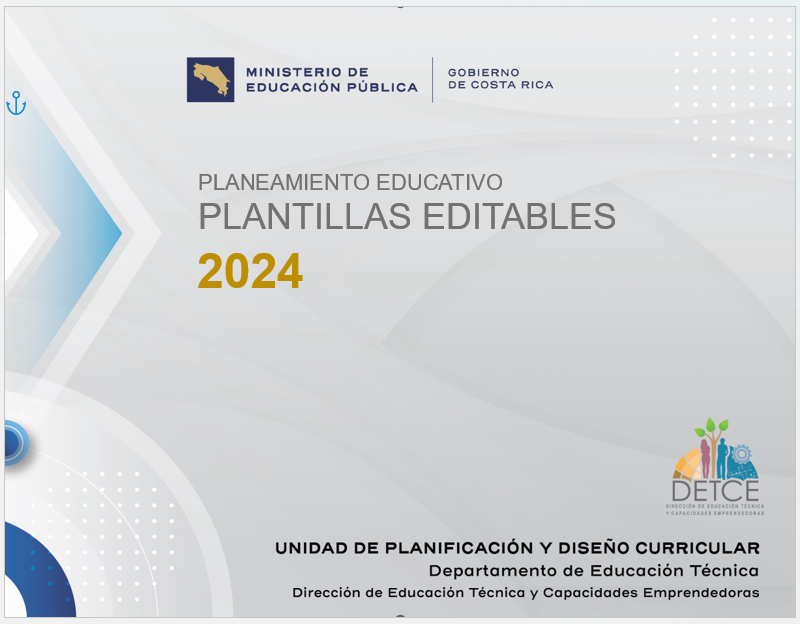 MINISTERIO DE
EDUCACIÓN PÚBLICA
GOBIERNO
DE COSTA RICA
PLANEAMIENTO EDUCATIVO
PLANTILLAS EDITABLES
2024
DETCE
DIRECCIÓN DE EDUCACIÓN TÉCNICA
Y CAPACIDADES EMPRENDEDORAS
UNIDAD DE PLANIFICACIÓN Y DISEÑO CURRICULAR
Departamento de Educación Técnica
Dirección de Educación Técnica y Capacidades Emprendedoras